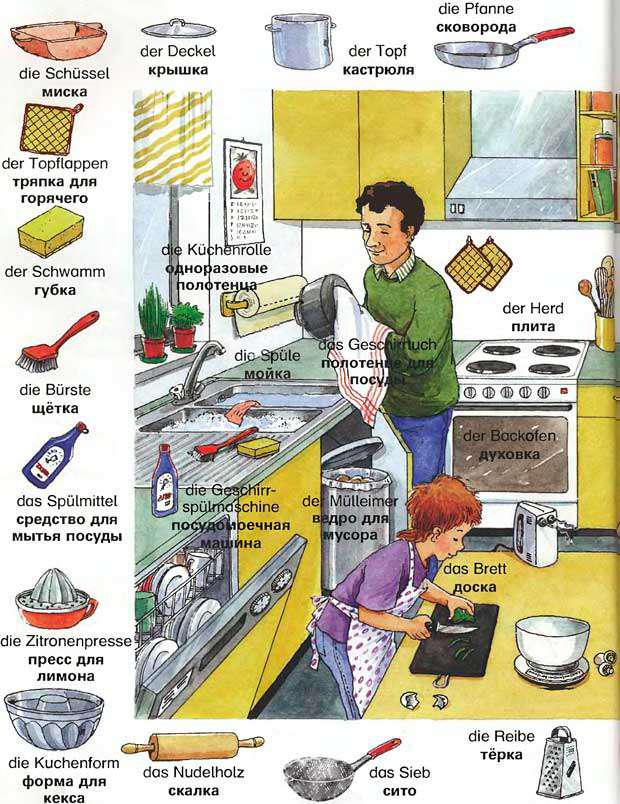 die Schüssel
миска
der Deckel
крышка
der Topf
кастрюля
die Pfanne
сковорода
der Topflappen
тряпка для
горячего
der Schwamm
губка
die Bürste
щётка
das Spülmittel
средство для
мытья посуды
die Zitronenpresse
пресс для
лимона
die Kuchenform
форма для
кекса
die Küchenrolle
одноразовые
полотенца
die Spüle
мойка
das Geschirrtuch
полотенце для
посуды
der Herd
плита
der Backofen
духовка
die Geschirr-
spülmaschine
посудомоечная
машина
der Mülleimer
ведро для
мусора
das Brett
доска
das Nudelholz
скалка
das Sieb
сито
die Reibe
тёрка